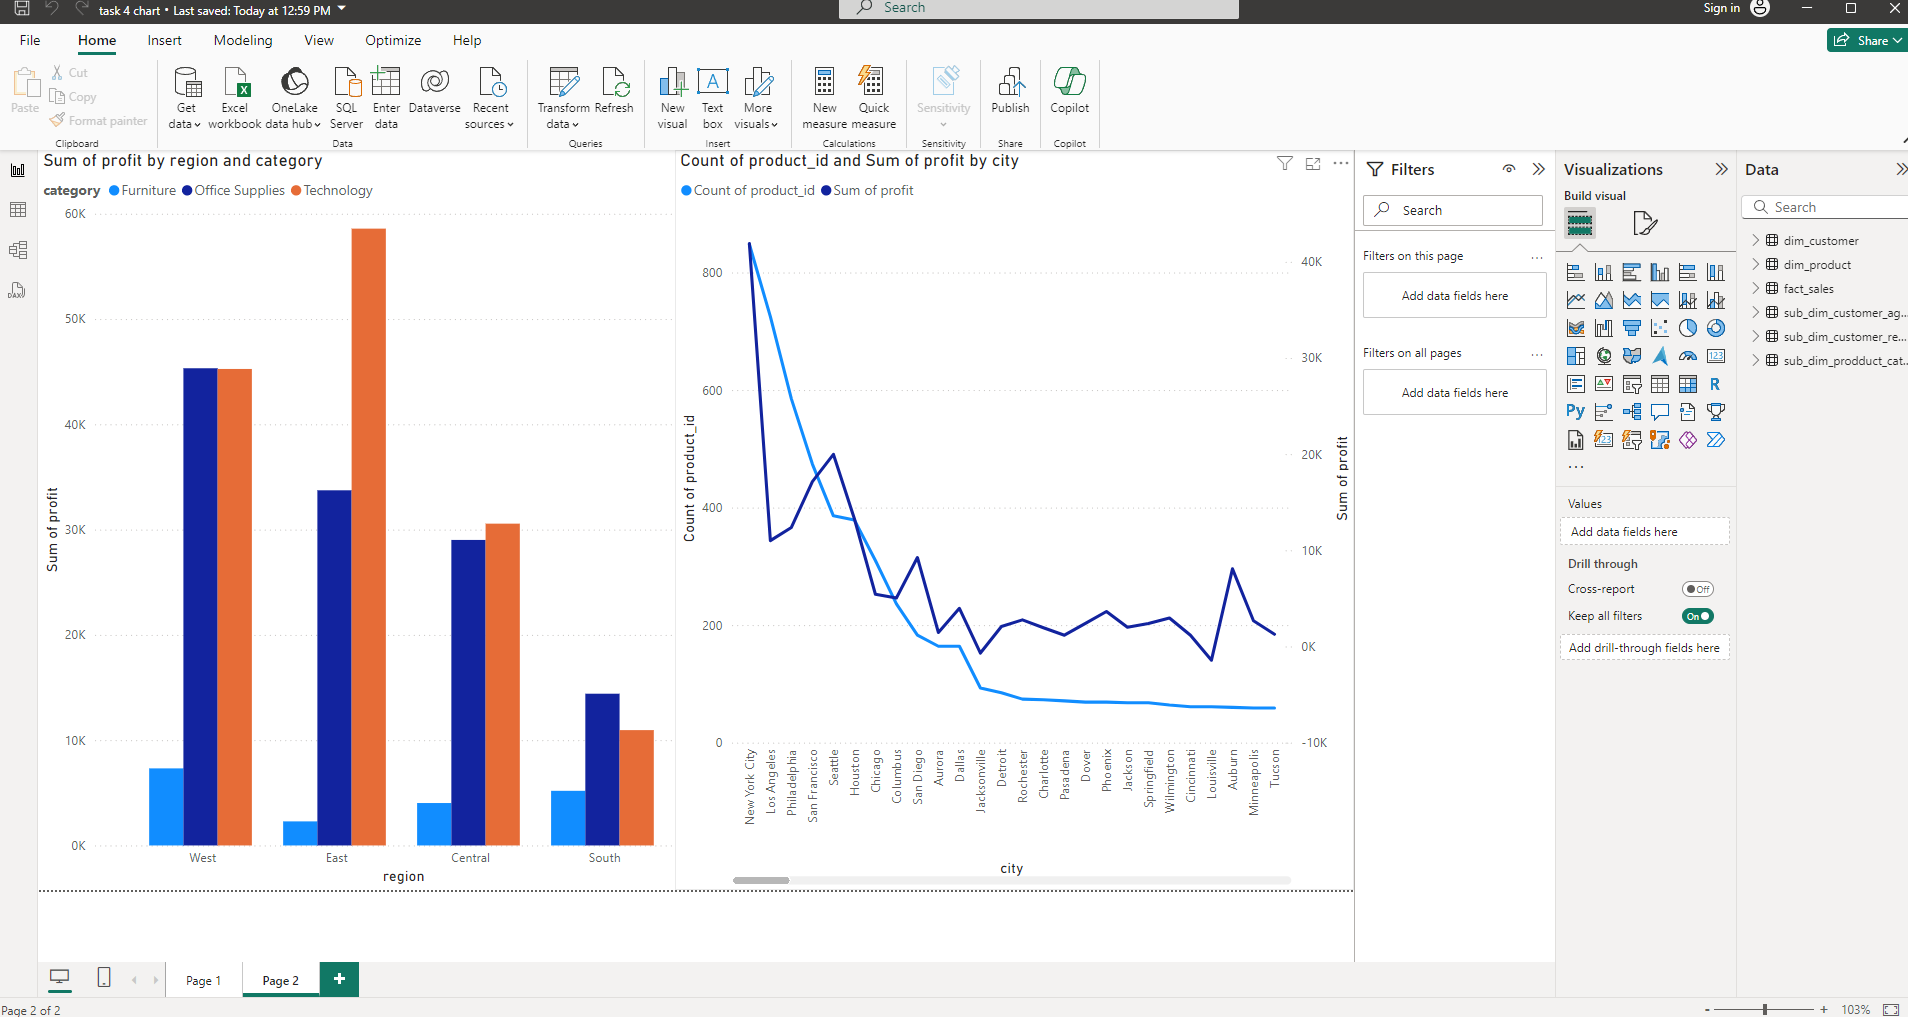 task 4 chart • Last saved: Today at 12:59 PM
Search
Sign in
File Home Insert Modeling View Optimize Help
Share
Paste
Cut
Copy
Format painter
Clipboard
Get data
Excel workbook
OneLake data hub
SQL Server
Enter data
Dataverse
Recent sources
Data
Transform data
Refresh
Queries
New visual
Text box
More visuals
Insert
New measure
Quick measure
Calculations
Sensitivity
Sensitivity
Publish
Share
Copilot
Copilot
Sum of profit by region and category
category Furniture Office Supplies Technology
60K
50K
40K
30K
20K
10K
0K
Sum of profit
West East Central South
region
Count of product_id and Sum of profit by city
Count of product_id Sum of profit
800
600
400
200
0
Count of product_id
40K
30K
20K
10K
0K
-10K
Sum of profit
New York City
Los Angeles
Philadelphia
San Francisco
Seattle
Houston
Chicago
Columbus
San Diego
Aurora
Dallas
Jacksonville
Detroit
Rochester
Charlotte
Pasadena
Dover
Phoenix
Jackson
Springfield
Wilmington
Cincinnati
Louisville
Auburn
Minneapolis
Tucson
city
Filters
Search
Filters on this page ...
Add data fields here
Filters on all pages ...
Add data fields here
Visualizations
Build visual
123
R
Py
123
...
Values
Add data fields here
Drill through
Cross-report Off
Keep all filters On
Add drill-through fields here
Data
Search
dim_customer
dim_product
fact_sales
sub_dim_customer_ag...
sub_dim_customer_re...
sub_dim_prodduct_cat...
DAX
Page 1
Page 2
+
Page 2 of 2
- + 103%